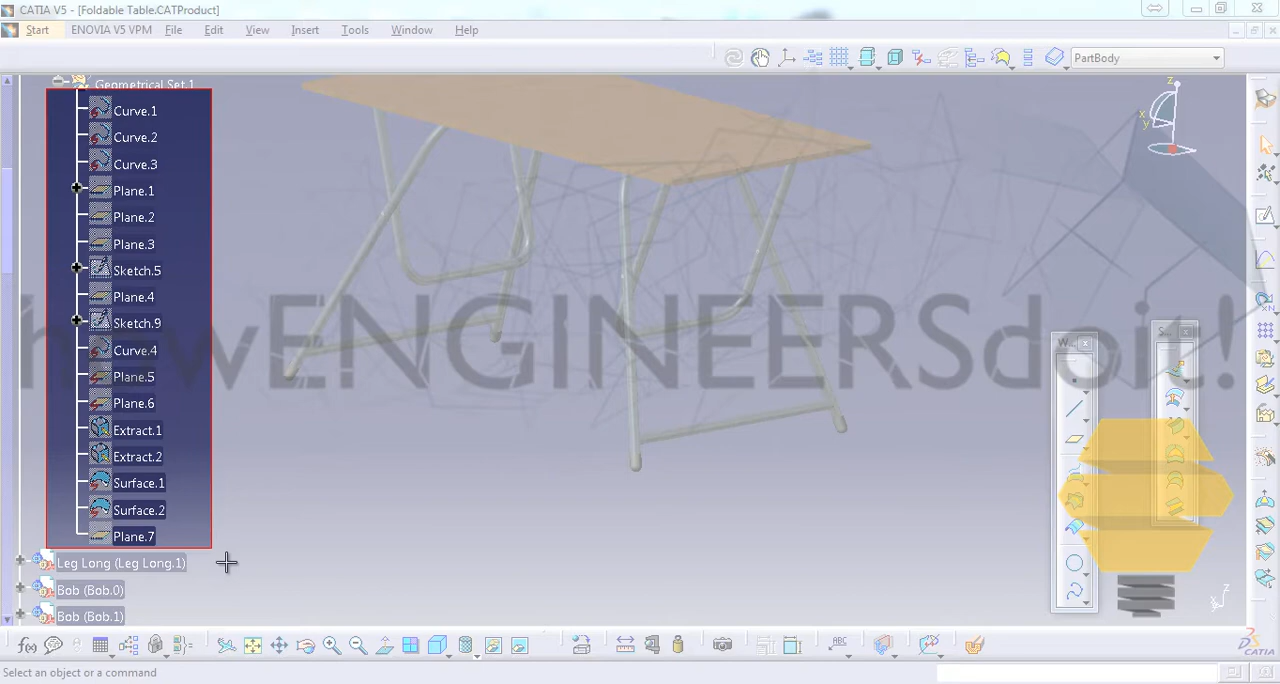 CATIA V5 - [Foldable Table.CATProduct]
Start ENOVIA V5 VPM File Edit View Insert Tools Window Help
PartBody
Geometrical Set.1
Curve.1
Curve.2
Curve.3
Plane.1
Plane.2
Plane.3
Sketch.5
Plane.4
Sketch.9
Curve.4
Plane.5
Plane.6
Extract.1
Extract.2
Surface.1
Surface.2
Plane.7
Leg Long (Leg Long.1)
Bob (Bob.0)
Bob (Bob.1)
z
x
y
howENGINEERSdoit!
W...
S...
f(x)
ABC
CATIA
Select an object or a command